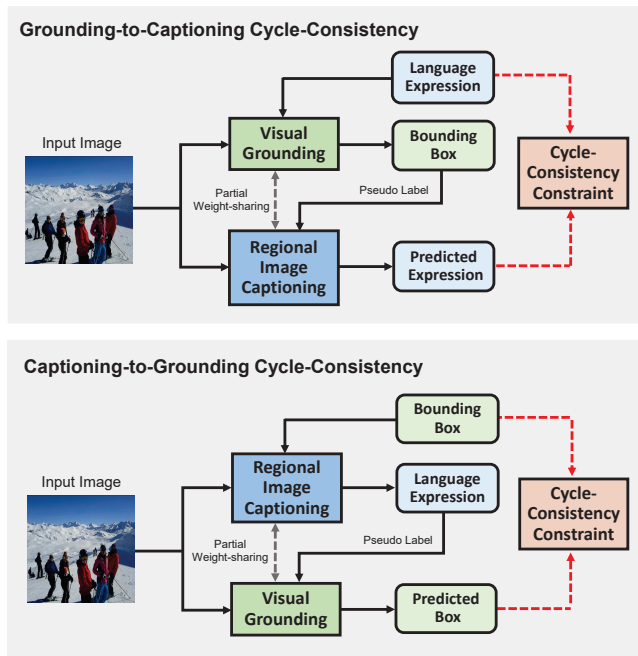 Grounding-to-Captioning Cycle-Consistency
Language
Expression
Input Image
Visual
Grounding
Bounding
Box
Cycle-
Consistency
Constraint
Partial
Weight-sharing
Pseudo Label
Regional
Image
Captioning
Predicted
Expression
Captioning-to-Grounding Cycle-Consistency
Bounding
Box
Input Image
Regional
Image
Captioning
Language
Expression
Cycle-
Consistency
Constraint
Partial
Weight-sharing
Pseudo Label
Visual
Grounding
Predicted
Box